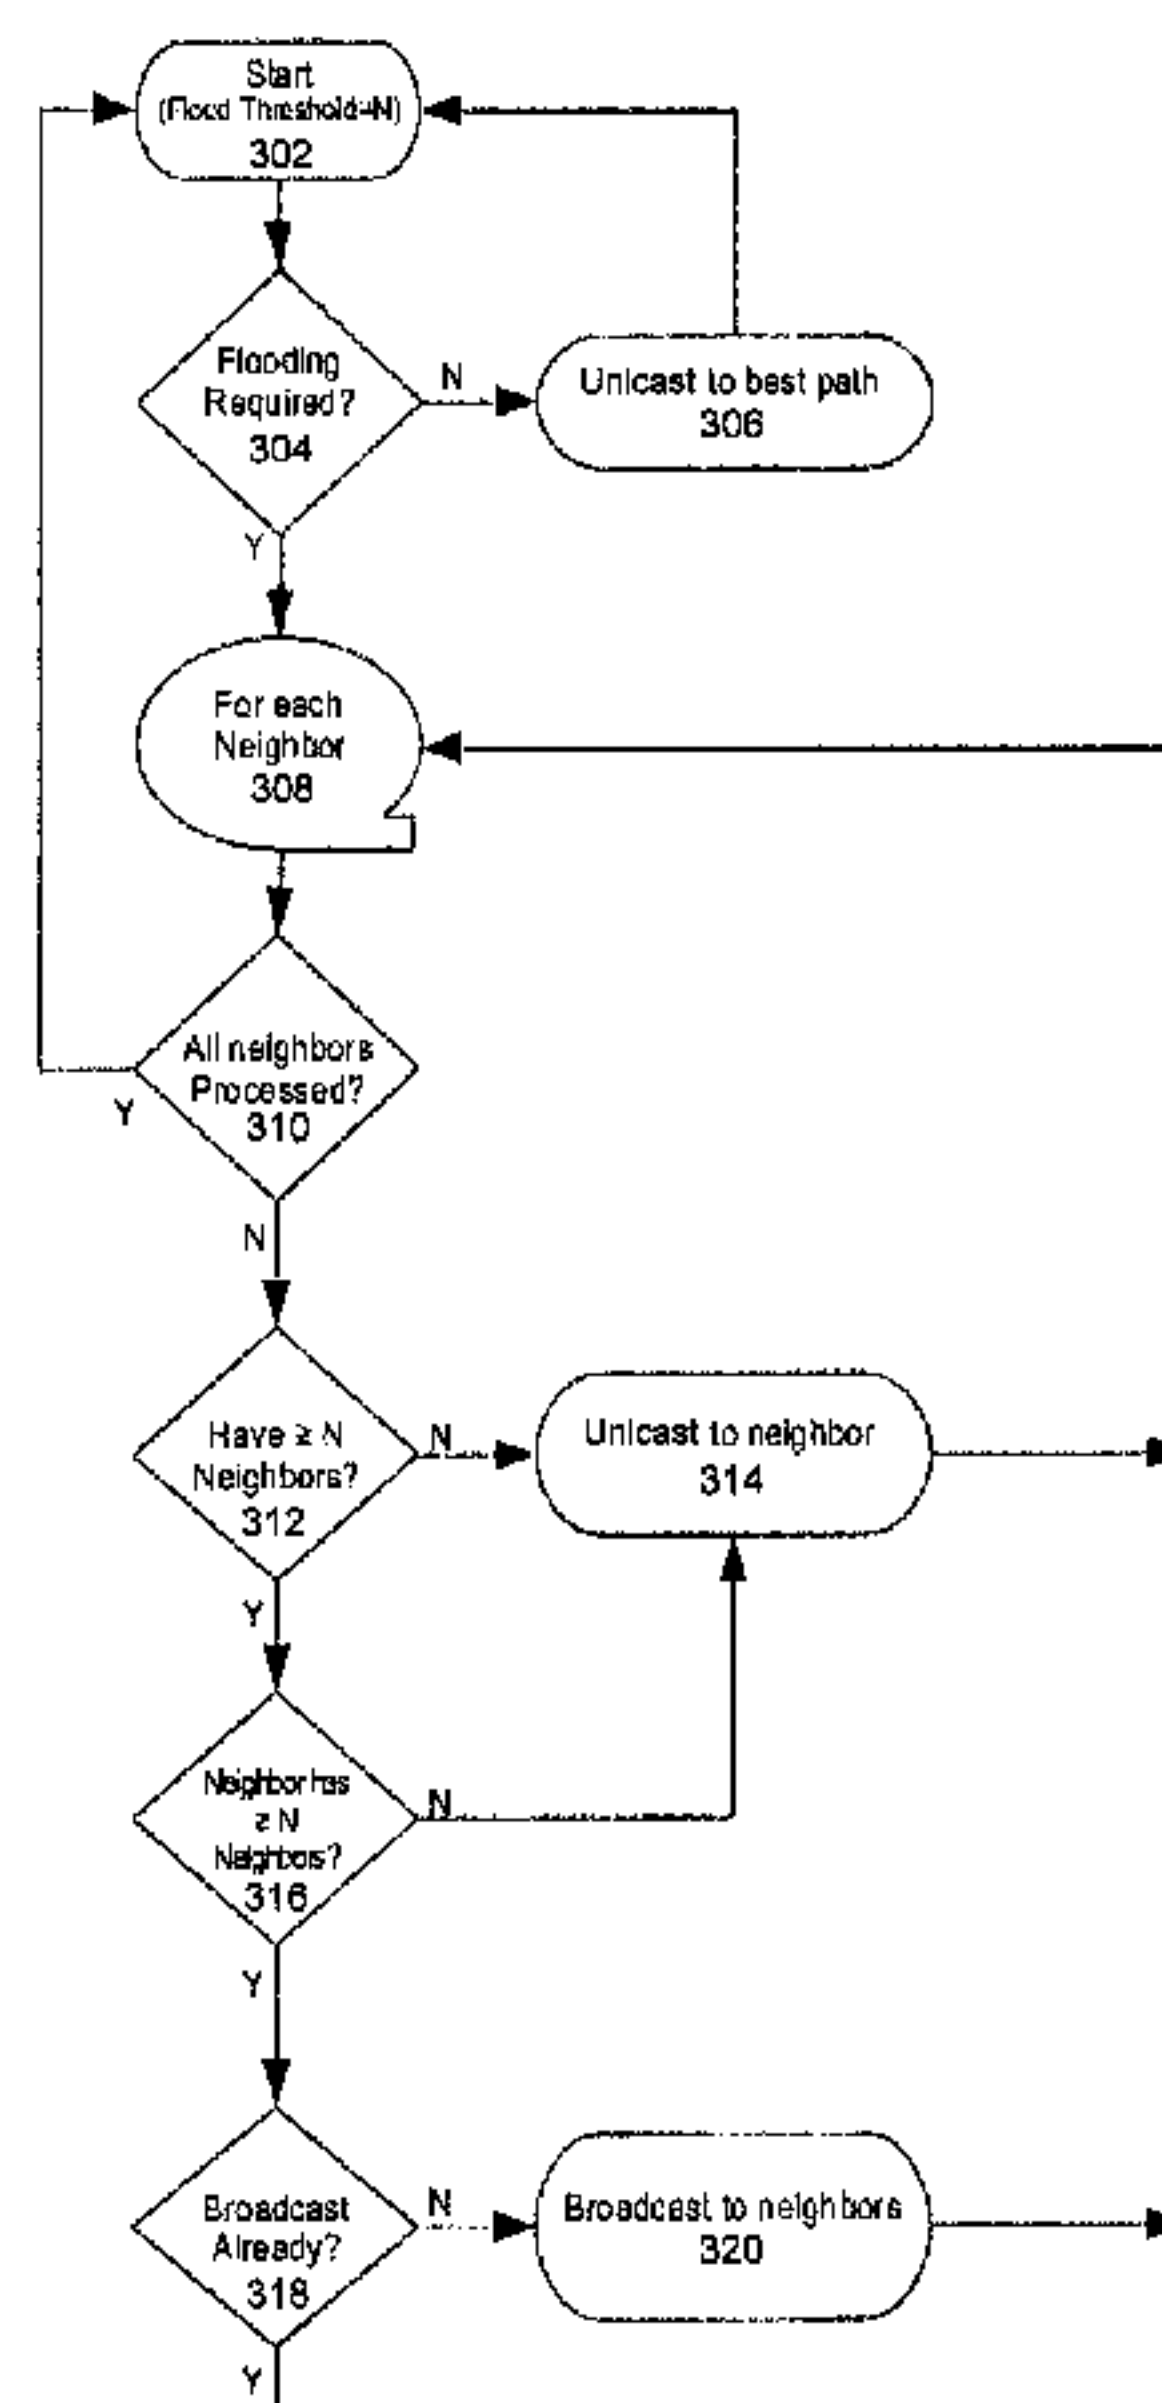 Start
(Flood Threshold=N)
302
Flooding
Required?
304
N
Unicast to best path
306
Y
For each
Neighbor
308
All neighbors
Processed?
310
Y
N
Have ≥ N
Neighbors?
312
N
Unicast to neighbor
314
Y
Neighbor has
≥ N
Neighbors?
316
N
Y
Broadcast
Already?
318
N
Broadcast to neighbors
320
Y